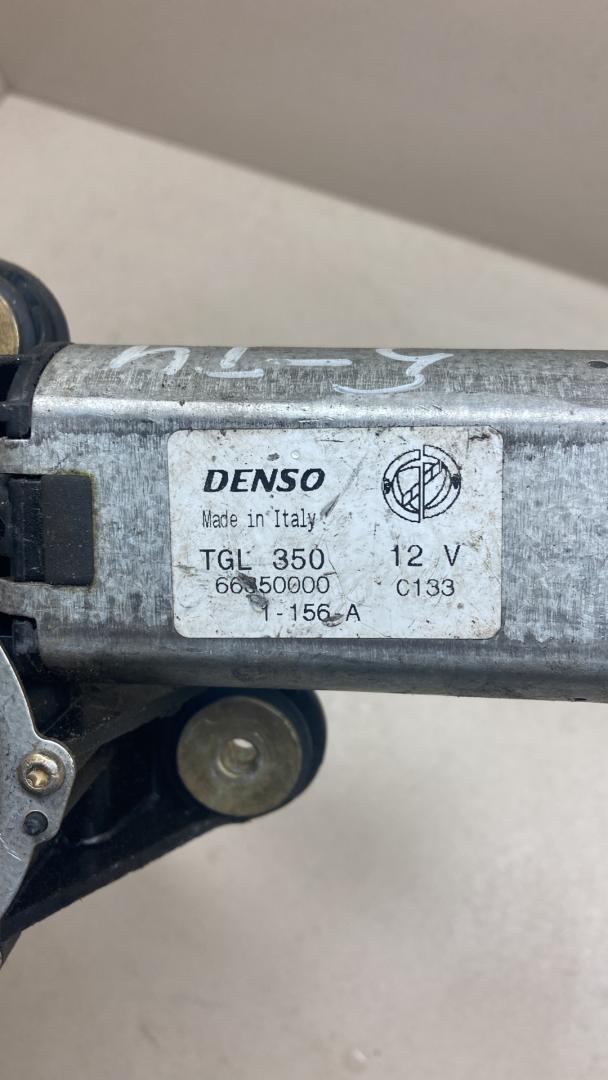 DENSO
Made in Italy
TGL 350 12 V
66350000 C133
1-156-A